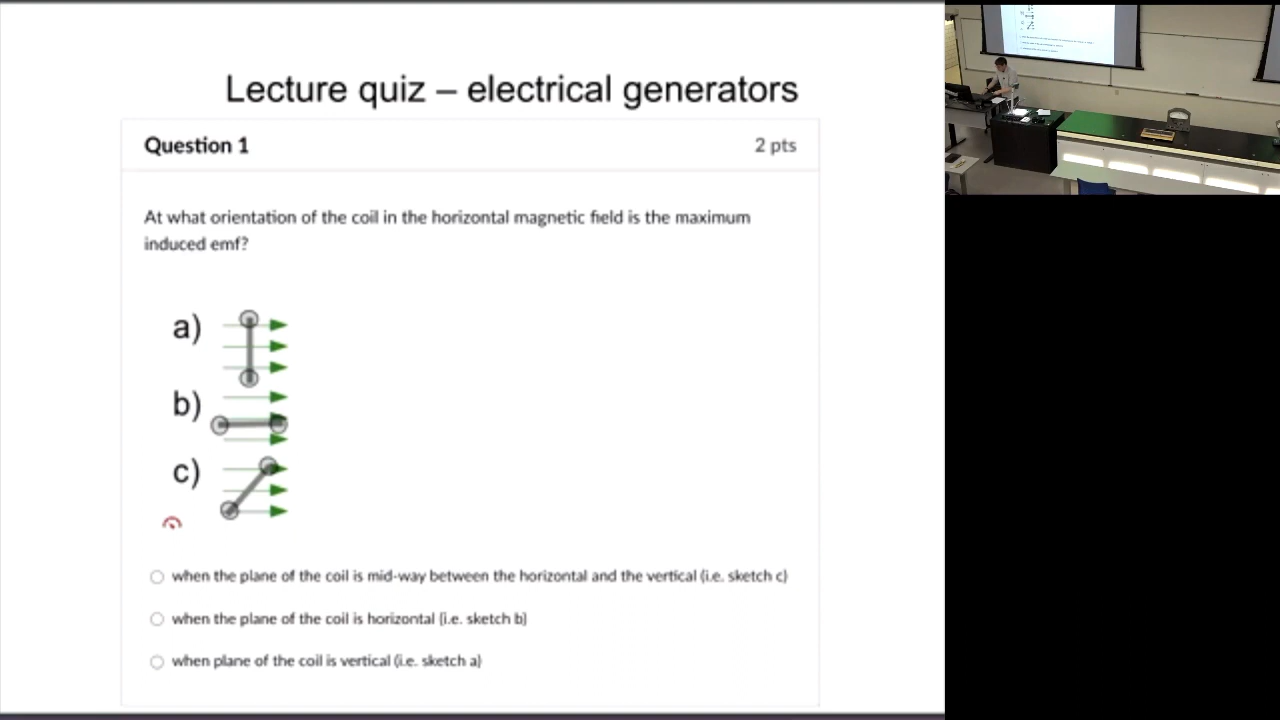 Lecture quiz – electrical generators
Question 1
2 pts
At what orientation of the coil in the horizontal magnetic field is the maximum
induced emf?
a)
b)
c)
when the plane of the coil is mid-way between the horizontal and the vertical (i.e. sketch c)
when the plane of the coil is horizontal (i.e. sketch b)
when plane of the coil is vertical (i.e. sketch a)